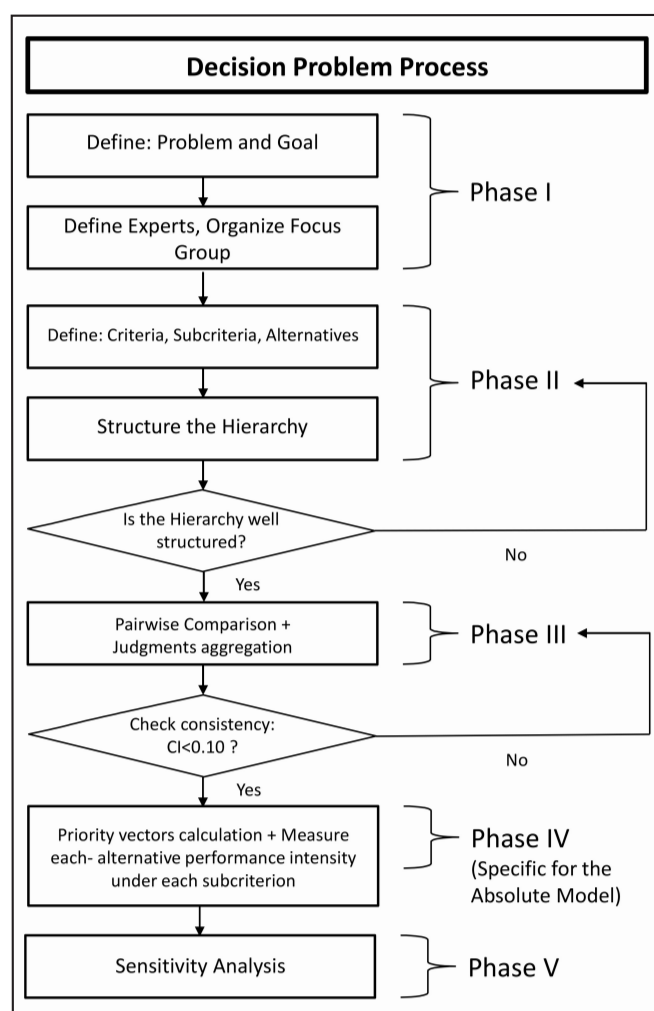 Decision Problem Process
Define: Problem and Goal
Phase I
Define Experts, Organize Focus
Group
Define: Criteria, Subcriteria, Alternatives
Phase II
Structure the Hierarchy
Is the Hierarchy well
structured?
No
Yes
Pairwise Comparison +
Judgments aggregation
Phase III
Check consistency:
CI<0.10 ?
No
Yes
Priority vectors calculation + Measure
each- alternative performance intensity
under each subcriterion
Phase IV
(Specific for the
Absolute Model)
Sensitivity Analysis
Phase V